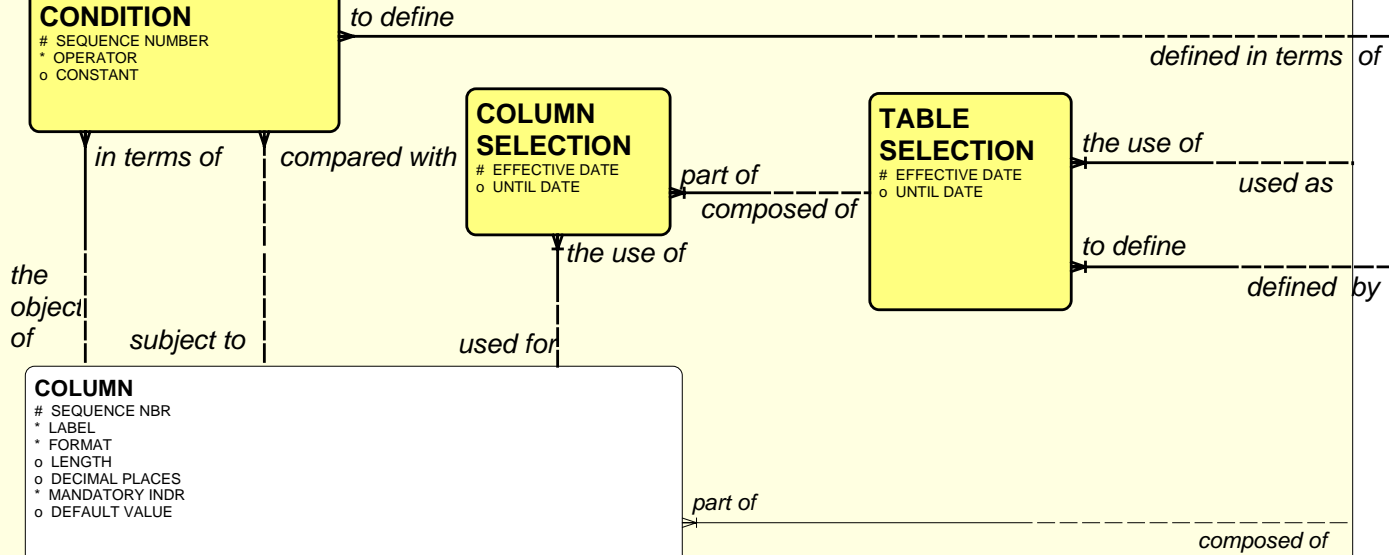 CONDITION
# SEQUENCE NUMBER
* OPERATOR
o CONSTANT
to define
defined in terms of
in terms of
compared with
COLUMN
SELECTION
# EFFECTIVE DATE
o UNTIL DATE
part of
composed of
TABLE
SELECTION
# EFFECTIVE DATE
o UNTIL DATE
the use of
used as
to define
defined by
the use of
the
object
of
subject to
used for
COLUMN
# SEQUENCE NBR
* LABEL
* FORMAT
o LENGTH
o DECIMAL PLACES
* MANDATORY INDR
o DEFAULT VALUE
part of
composed of